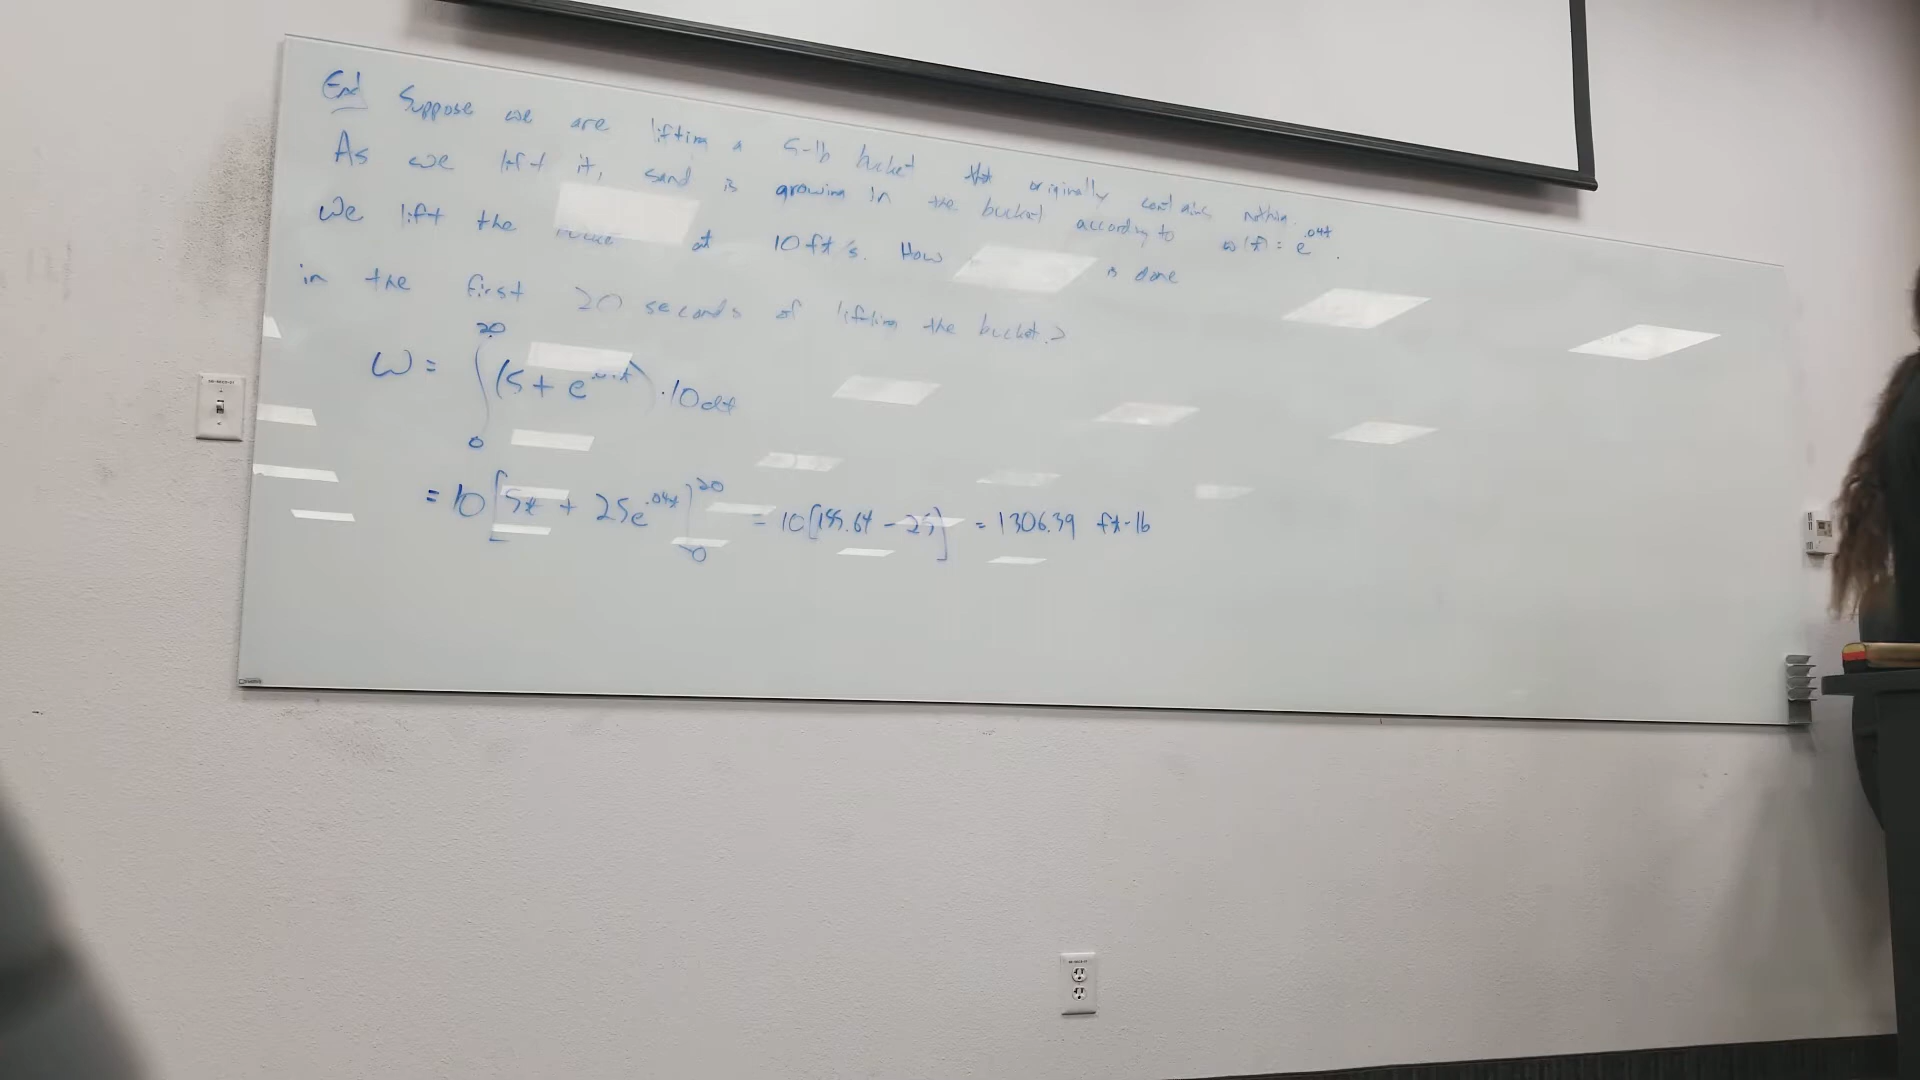 End Suppose we are lifting a 5-lb bucket that originally contains nothing.
As we lift it, sand is growing in the bucket according to w(t) = e^.04t.
We lift the at 10 ft/s. How is done
in the first 20 seconds of lifting the bucket?
W = ∫₀²⁰ (5 + e^.04t) · 10 dt
= 10 [5t + 25e^.04t]₀²⁰ = 10[ - 25] = 1306.39 ft-lb